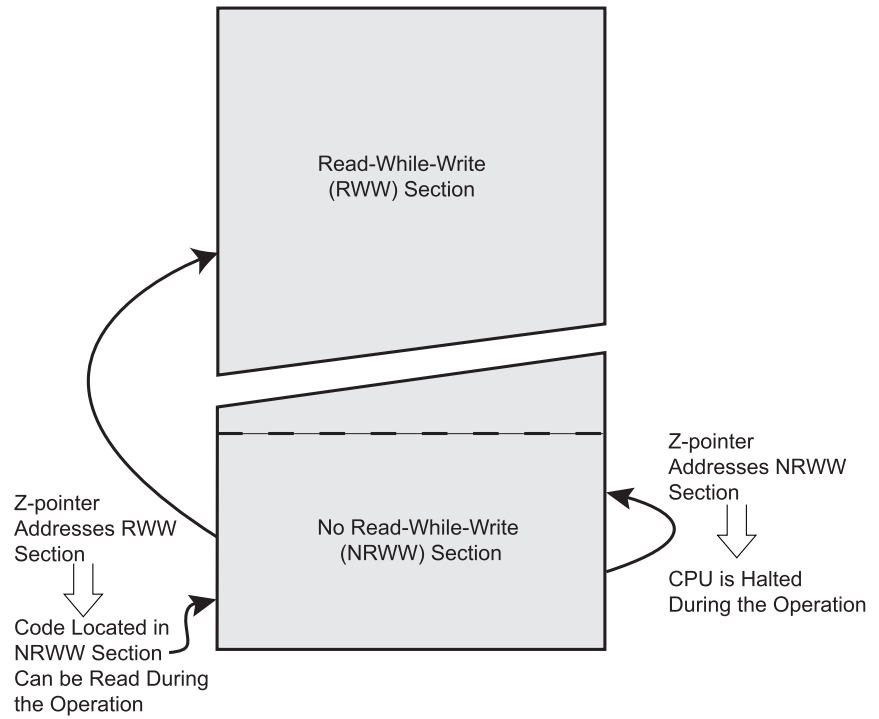 Read-While-Write
(RWW) Section
Z-pointer
Addresses NRWW
Section
Z-pointer
Addresses RWW
Section
No Read-While-Write
(NRWW) Section
CPU is Halted
During the Operation
Code Located in
NRWW Section
Can be Read During
the Operation